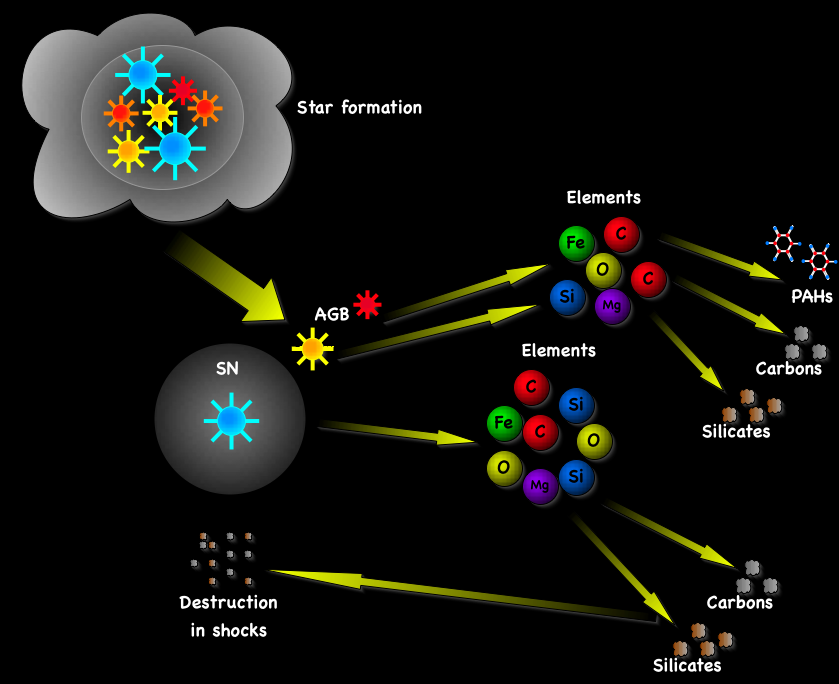 Star formation
Elements
Fe
C
O
C
Si
Mg
PAHs
AGB
Carbons
Elements
SN
C
Si
Silicates
Fe
C
O
O
Si
Mg
Carbons
Destruction
in shocks
Silicates